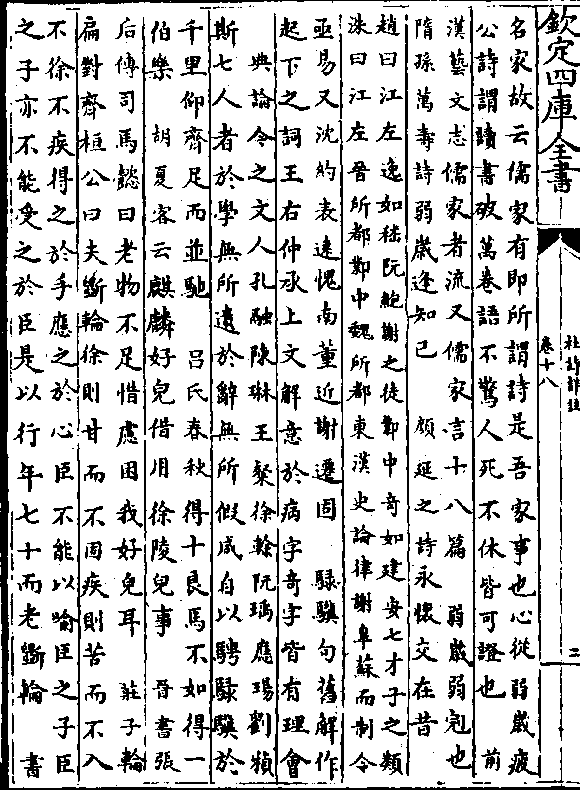 欽定四庫全書
杜詩詳註
卷十八
二
名家故云儒家有即所謂詩是吾家事也心從弱歲疲
公詩謂讀書破萬卷語不驚人死不休皆可證也 前
漢藝文志儒家者流又儒家言十八篇 弱歲弱冠也
隋孫萬壽詩弱歲逢知己 顔延之詩永懷交在昔
趙曰江左逸如嵇阮鮑謝之徒鄴中奇如建安七才子之類
洙曰江左晉所都鄴中魏所都東漢史論律謝臯蘇而制令
亟易又沈約表遠愧南董近謝遷固 騄驥句舊解作
起下之詞王右仲承上文解意於病字奇字皆有理會
典論令之文人孔融陳琳王粲徐幹阮瑀應瑒劉楨
斯七人者於學無所遺於辭無所假咸自以騁騄驥於
千里仰齊足而並馳 吕氏春秋得十良馬不如得一
伯樂 胡夏客云麒麟好兒借用徐陵兒事 晉書張
后傳司馬懿曰老物不足惜慮困我好兒耳 莊子輪
扁對齊桓公曰夫斲輪徐則甘而不固疾則苦而不入
不徐不疾得之於手應之於心臣不能以喻臣之子臣
之子亦不能受之於臣是以行年七十而老斲輪 書